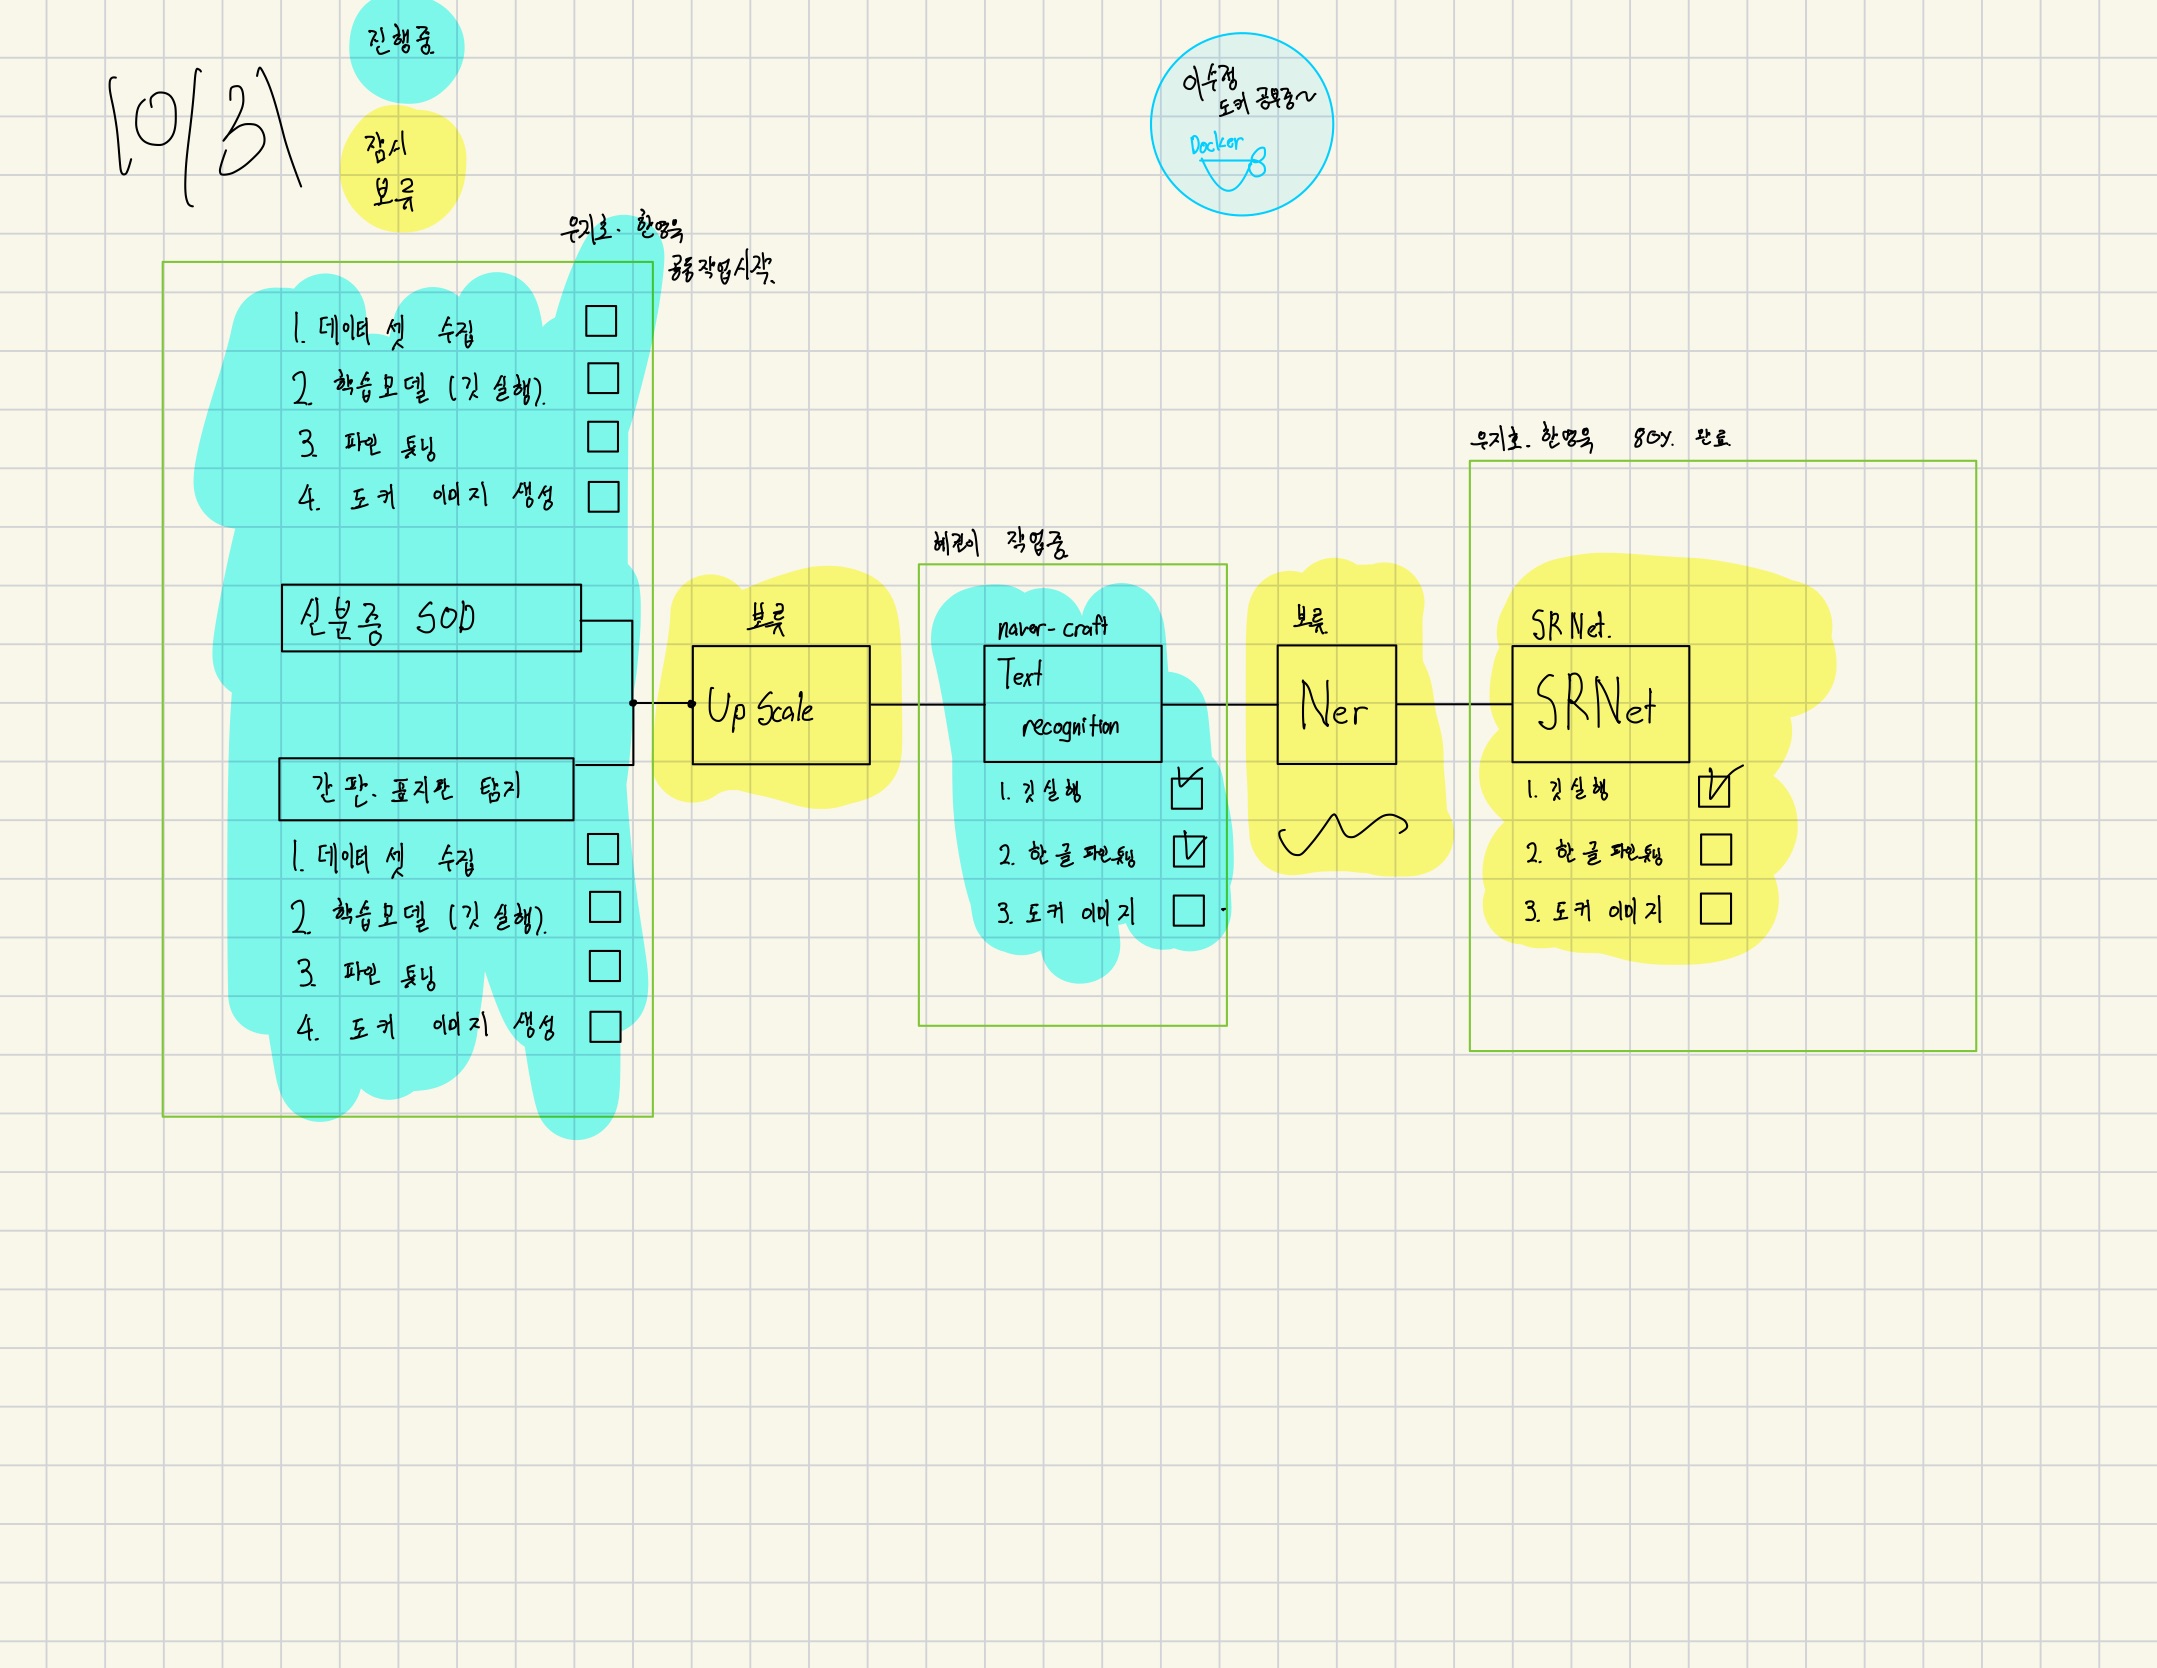 진행중
10/31
잠시
보류
이수정
도커 공부중~
Docker
우지호. 한영욱
공동작업시작.
1. 데이터 셋 수집
2 학습모델 (깃 실행).
3. 파인 튜닝
4. 도커 이미지 생성
신분증 SOD
간판. 표지판 탐지
1. 데이터 셋 수집
2 학습모델 (깃 실행).
3. 파인 튜닝
4. 도커 이미지 생성
보류
Up Scale
작업중
naver-craft
Text
recognition
1. 깃 실행
2. 한글 파인튜닝
3. 도커 이미지
보류
Ner
우지호. 한영욱 80%. 완료
SRNet.
SRNet
1. 깃 실행
2. 한글 파인튜닝
3. 도커 이미지